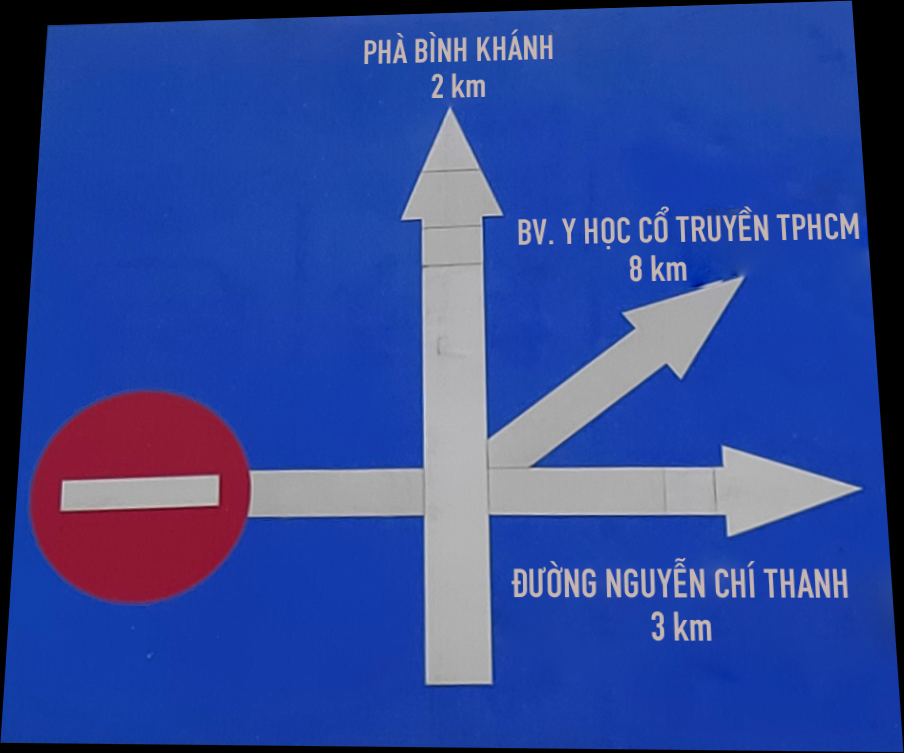 PHÀ BÌNH KHÁNH
2 km
BV. Y HỌC CỔ TRUYỀN TPHCM
8 km
ĐƯỜNG NGUYỄN CHÍ THANH
3 km